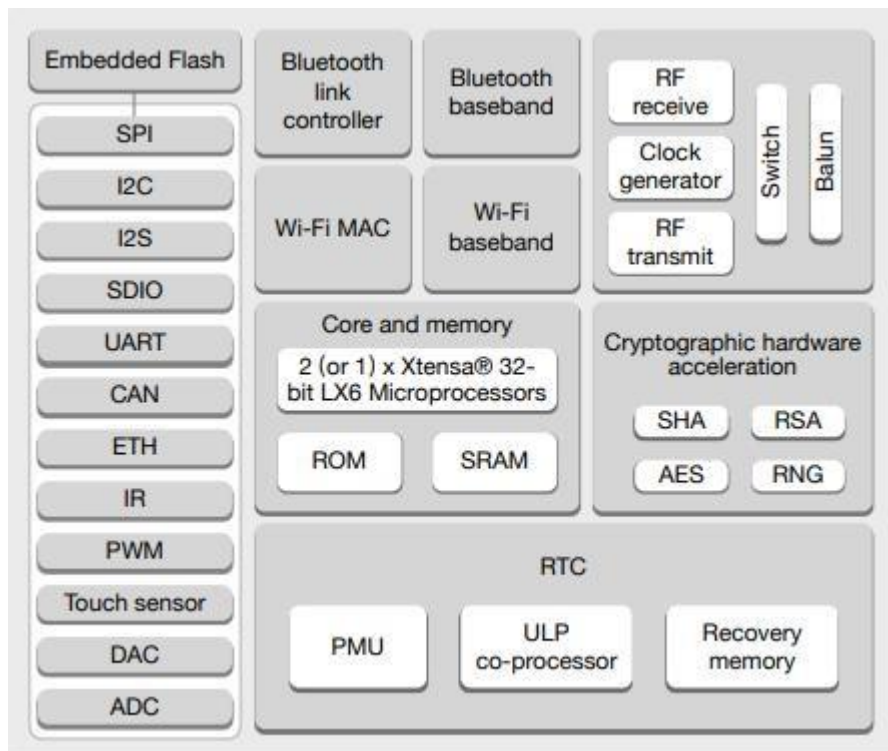 Embedded Flash
SPI
I2C
I2S
SDIO
UART
CAN
ETH
IR
PWM
Touch sensor
DAC
ADC
Bluetooth
link
controller
Bluetooth
baseband
Wi-Fi MAC
Wi-Fi
baseband
RF
receive
Clock
generator
RF
transmit
Switch
Balun
Core and memory
2 (or 1) x Xtensa® 32-
bit LX6 Microprocessors
ROM
SRAM
Cryptographic hardware
acceleration
SHA
RSA
AES
RNG
RTC
PMU
ULP
co-processor
Recovery
memory